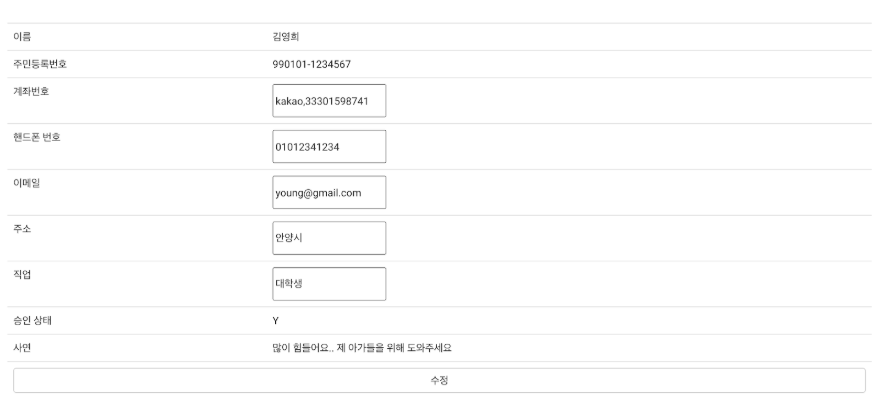 이름 김영희
주민등록번호 990101-1234567
계좌번호 kakao,33301598741
핸드폰 번호 01012341234
이메일 young@gmail.com
주소 안양시
직업 대학생
승인 상태 Y
사연 많이 힘들어요.. 제 아가들을 위해 도와주세요
수정